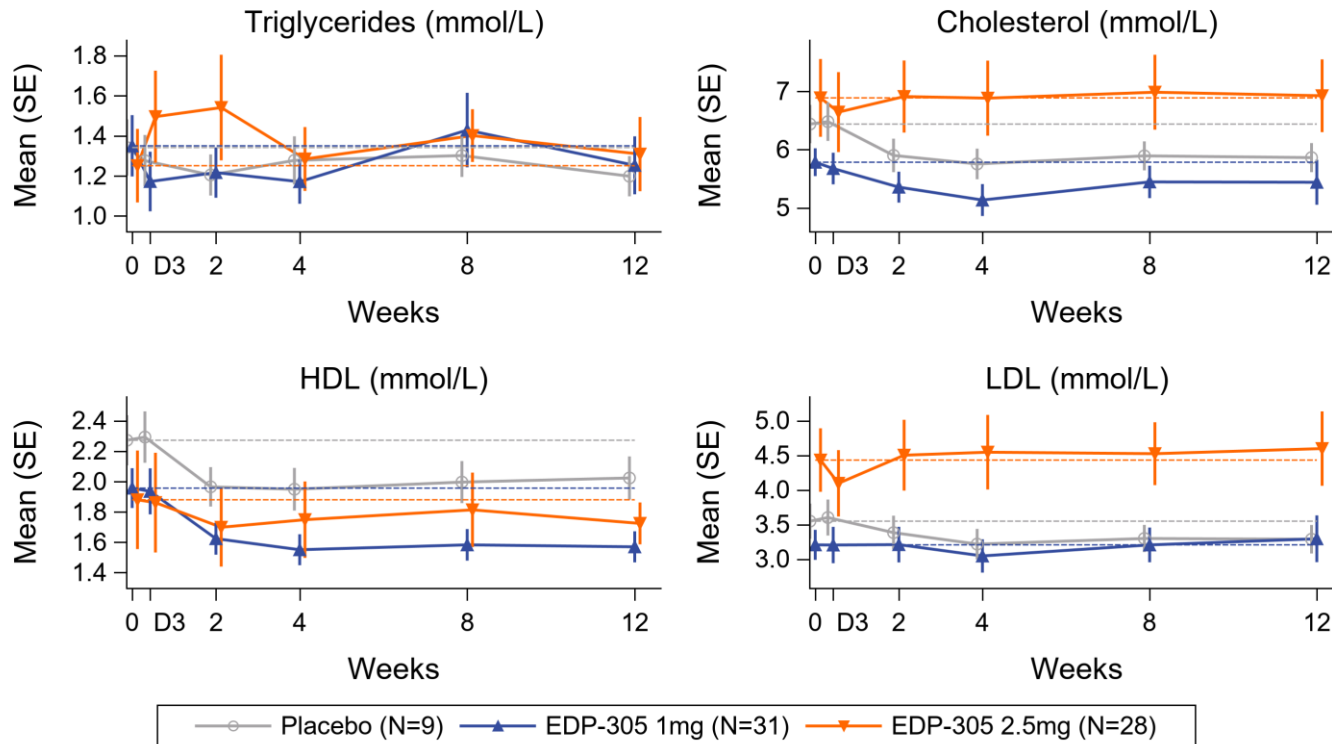 Triglycerides (mmol/L)
Mean (SE)
1.8
1.6
1.4
1.2
1.0
0 D3 2 4 8 12
Weeks
Cholesterol (mmol/L)
Mean (SE)
7
6
5
0 D3 2 4 8 12
Weeks
HDL (mmol/L)
Mean (SE)
2.4
2.2
2.0
1.8
1.6
1.4
0 D3 2 4 8 12
Weeks
LDL (mmol/L)
Mean (SE)
5.0
4.5
4.0
3.5
3.0
0 D3 2 4 8 12
Weeks
Placebo (N=9) EDP-305 1mg (N=31) EDP-305 2.5mg (N=28)